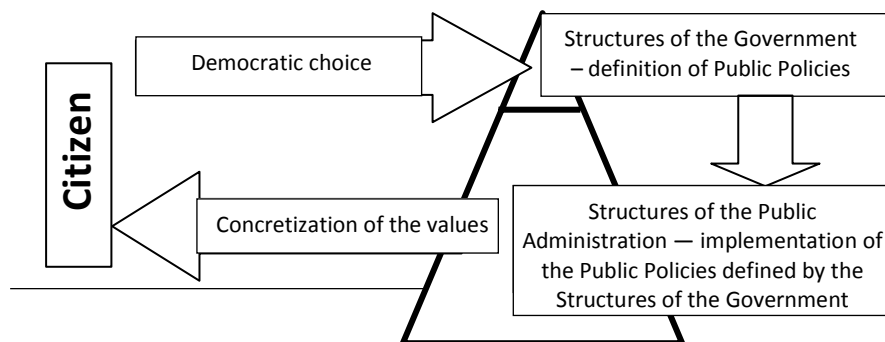 Citizen
Democratic choice
Structures of the Government
– definition of Public Policies
Concretization of the values
Structures of the Public
Administration — implementation of
the Public Policies defined by the
Structures of the Government